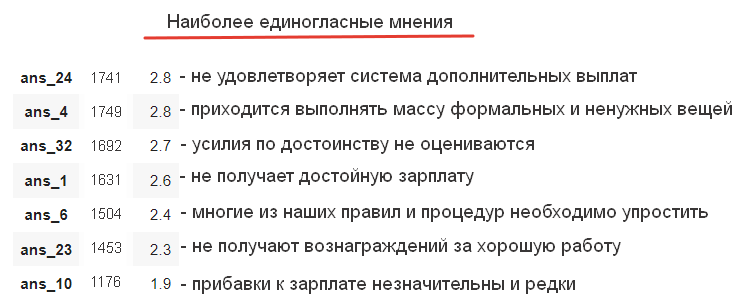 Наиболее единогласные мнения
ans_24 1741 2.8 - не удовлетворяет система дополнительных выплат
ans_4 1749 2.8 - приходится выполнять массу формальных и ненужных вещей
ans_32 1692 2.7 - усилия по достоинству не оцениваются
ans_1 1631 2.6 - не получает достойную зарплату
ans_6 1504 2.4 - многие из наших правил и процедур необходимо упростить
ans_23 1453 2.3 - не получают вознаграждений за хорошую работу
ans_10 1176 1.9 - прибавки к зарплате незначительны и редки